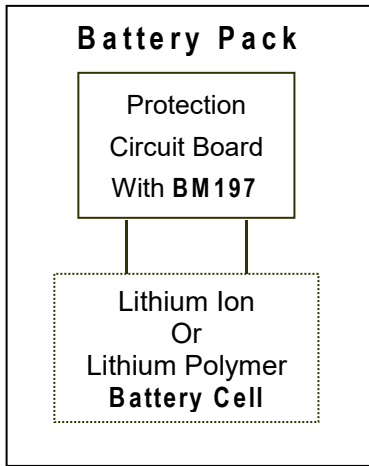 Battery Pack
Protection
Circuit Board
With BM197
Lithium Ion
Or
Lithium Polymer
Battery Cell